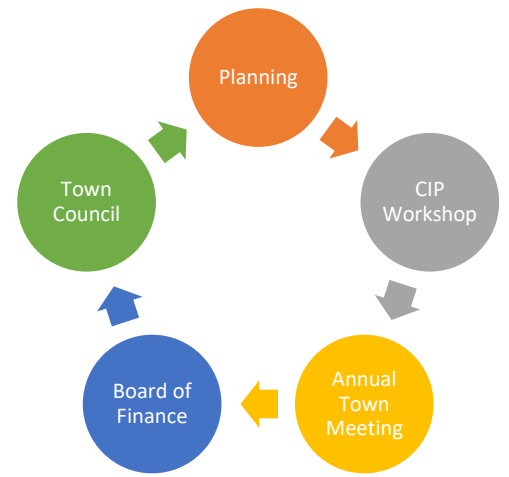 Planning
CIP
Workshop
Annual
Town
Meeting
Board of
Finance
Town
Council